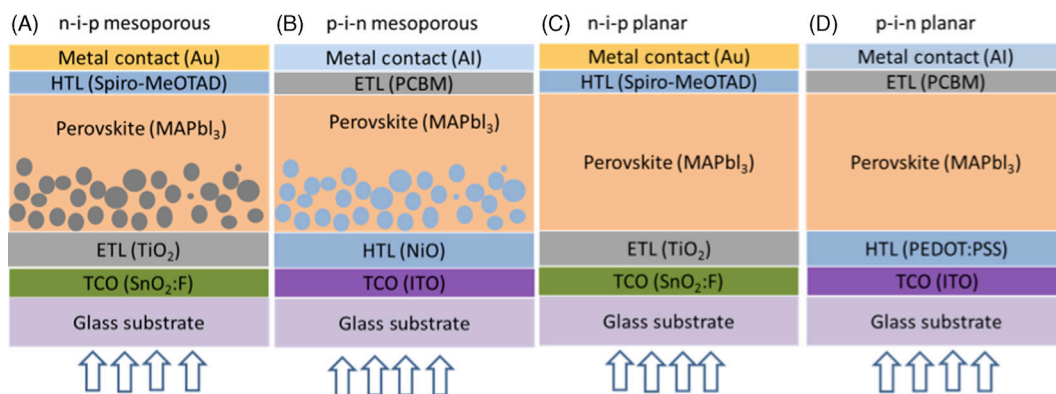 (A) n-i-p mesoporous
Metal contact (Au)
HTL (Spiro-MeOTAD)
Perovskite (MAPbI₃)
ETL (TiO₂)
TCO (SnO₂:F)
Glass substrate
(B) p-i-n mesoporous
Metal contact (Al)
ETL (PCBM)
Perovskite (MAPbI₃)
HTL (NiO)
TCO (ITO)
Glass substrate
(C) n-i-p planar
Metal contact (Au)
HTL (Spiro-MeOTAD)
Perovskite (MAPbI₃)
ETL (TiO₂)
TCO (SnO₂:F)
Glass substrate
(D) p-i-n planar
Metal contact (Al)
ETL (PCBM)
Perovskite (MAPbI₃)
HTL (PEDOT:PSS)
TCO (ITO)
Glass substrate